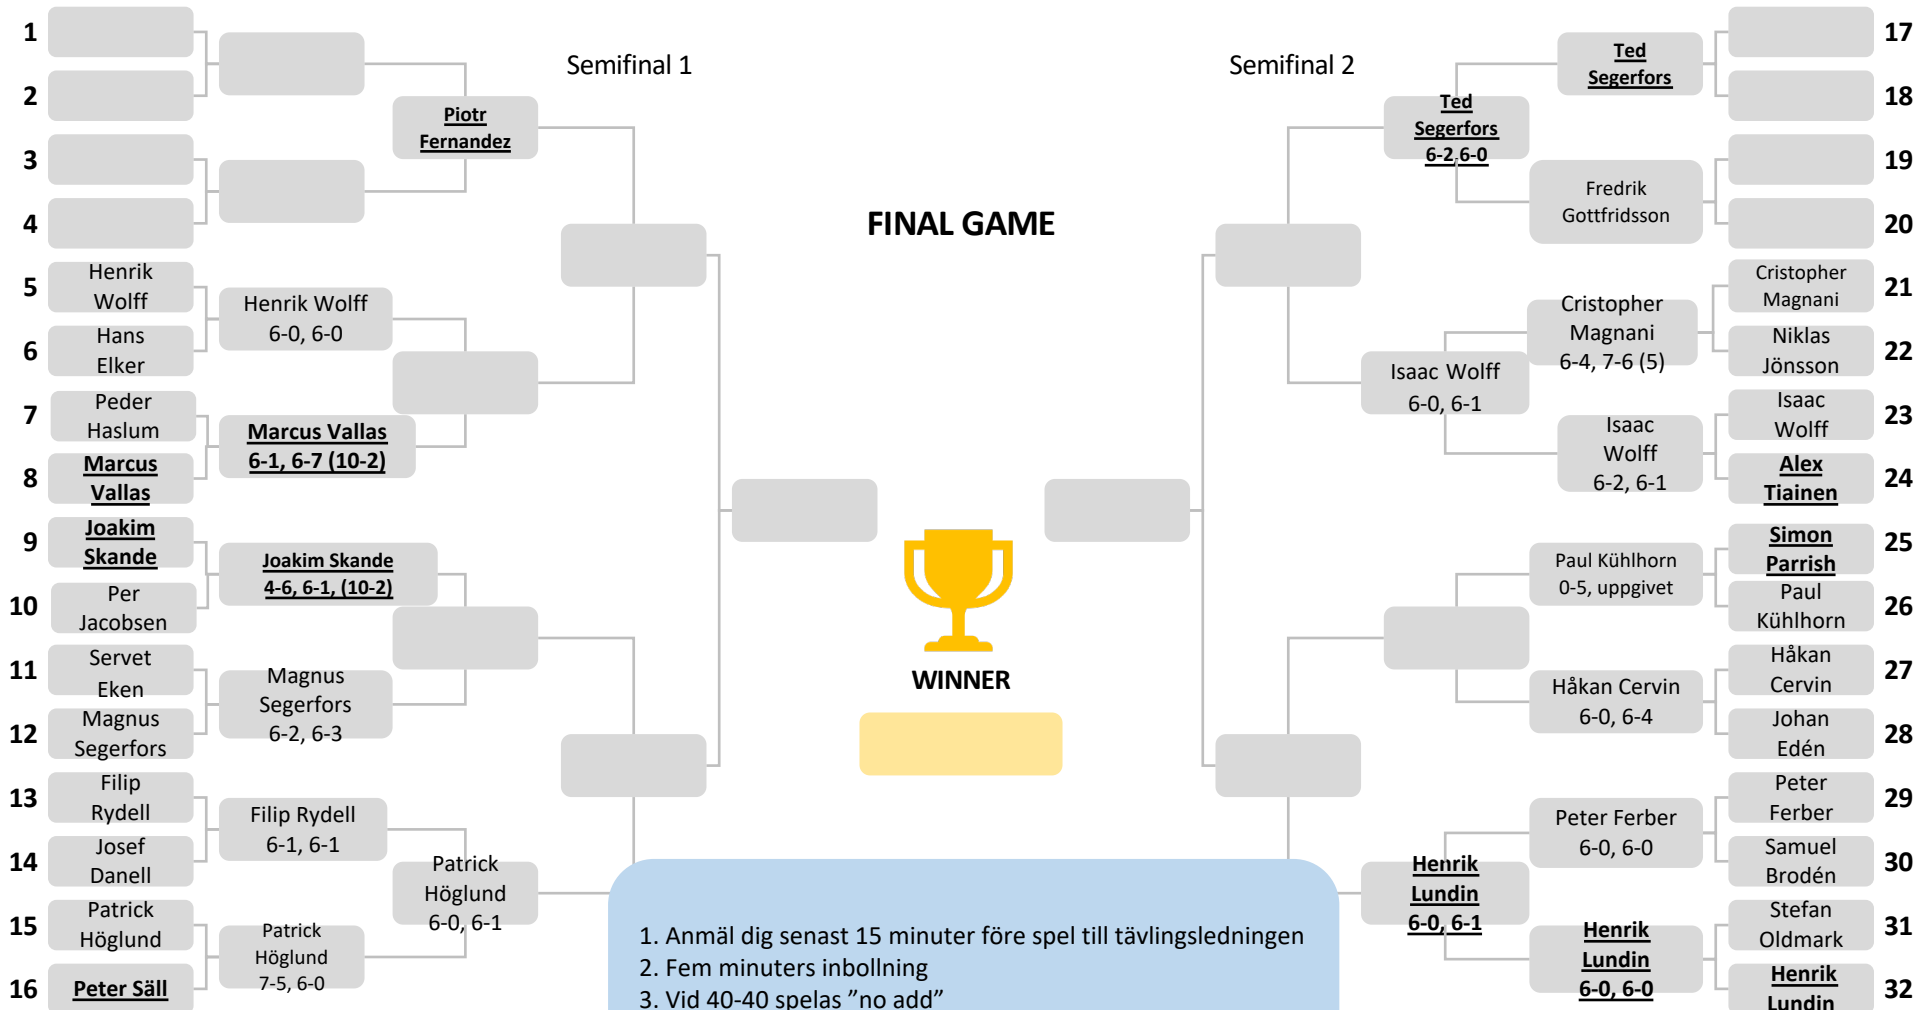 1
2
3
4
5
6
7
8
9
10
11
12
13
14
15
16
Henrik
Wolff
Hans
Elker
Peder
Haslum
Marcus
Vallas
Joakim
Skande
Per
Jacobsen
Servet
Eken
Magnus
Segerfors
Filip
Rydell
Josef
Danell
Patrick
Höglund
Peter Säll
Henrik Wolff
6-0, 6-0
Marcus Vallas
6-1, 6-7 (10-2)
Joakim Skande
4-6, 6-1, (10-2)
Magnus
Segerfors
6-2, 6-3
Filip Rydell
6-1, 6-1
Patrick
Höglund
7-5, 6-0
Piotr
Fernandez
Patrick
Höglund
6-0, 6-1
Semifinal 1
FINAL GAME
WINNER
Semifinal 2
1. Anmäl dig senast 15 minuter före spel till tävlingsledningen
2. Fem minuters inbollning
3. Vid 40-40 spelas ”no add”
Ted
Segerfors
6-2,6-0
Isaac Wolff
6-0, 6-1
Henrik
Lundin
6-0, 6-1
Ted
Segerfors
Fredrik
Gottfridsson
Cristopher
Magnani
6-4, 7-6 (5)
Isaac
Wolff
6-2, 6-1
Paul Kühlhorn
0-5, uppgivet
Håkan Cervin
6-0, 6-4
Peter Ferber
6-0, 6-0
Henrik
Lundin
6-0, 6-0
Cristopher
Magnani
Niklas
Jönsson
Isaac
Wolff
Alex
Tiainen
Simon
Parrish
Paul
Kühlhorn
Håkan
Cervin
Johan
Edén
Peter
Ferber
Samuel
Brodén
Stefan
Oldmark
Henrik
Lundin
17
18
19
20
21
22
23
24
25
26
27
28
29
30
31
32